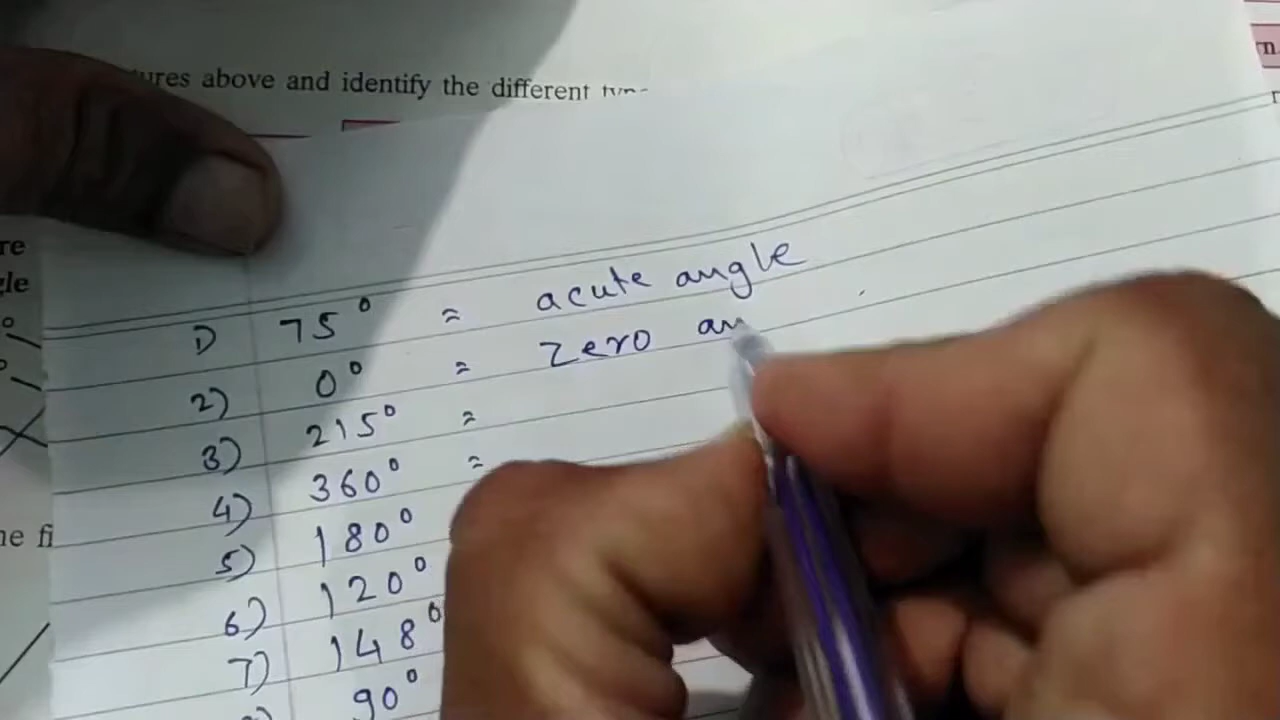 ures above and identify the different
n
re
gle
1) 75° = acute angle
2) 0° = Zero an
3) 215° =
4) 360° =
5) 180°
6) 120°
7) 148°
90°
ne fi